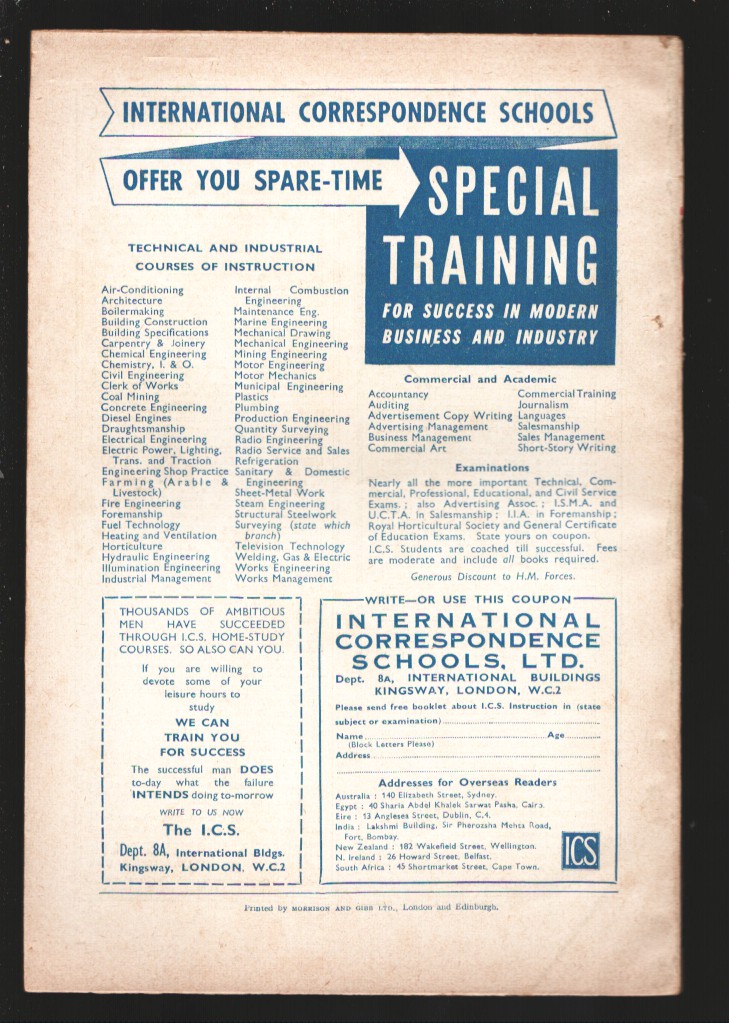 INTERNATIONAL CORRESPONDENCE SCHOOLS
OFFER YOU SPARE-TIME
SPECIAL
TRAINING
FOR SUCCESS IN MODERN
BUSINESS AND INDUSTRY
TECHNICAL AND INDUSTRIAL
COURSES OF INSTRUCTION
Air-Conditioning
Architecture
Boilermaking
Building Construction
Building Specifications
Carpentry & Joinery
Chemical Engineering
Chemistry, I. & O.
Civil Engineering
Clerk of Works
Coal Mining
Concrete Engineering
Diesel Engines
Draughtsmanship
Electrical Engineering
Electric Power, Lighting,
Trans. and Traction
Engineering Shop Practice
Farming (Arable &
Livestock)
Fire Engineering
Foremanship
Fuel Technology
Heating and Ventilation
Horticulture
Hydraulic Engineering
Illumination Engineering
Industrial Management
Internal Combustion
Engineering
Maintenance Eng.
Marine Engineering
Mechanical Drawing
Mechanical Engineering
Mining Engineering
Motor Engineering
Motor Mechanics
Municipal Engineering
Plastics
Plumbing
Production Engineering
Quantity Surveying
Radio Engineering
Radio Service and Sales
Refrigeration
Sanitary & Domestic
Engineering
Sheet-Metal Work
Steam Engineering
Structural Steelwork
Surveying (state which
branch)
Television Technology
Welding, Gas & Electric
Works Engineering
Works Management
Commercial and Academic
Accountancy
Auditing
Advertisement Copy Writing
Advertising Management
Business Management
Commercial Art
Commercial Training
Journalism
Languages
Salesmanship
Sales Management
Short-Story Writing
Examinations
Nearly all the more important Technical, Com-
mercial, Professional, Educational, and Civil Service
Exams.; also Advertising Assoc.; I.S.M.A. and
U.C.T.A. in Salesmanship; I.I.A. in Foremanship;
Royal Horticultural Society and General Certificate
of Education Exams. State yours on coupon.
I.C.S. Students are coached till successful. Fees
are moderate and include all books required.
Generous Discount to H.M. Forces.
THOUSANDS OF AMBITIOUS
MEN HAVE SUCCEEDED
THROUGH I.C.S. HOME-STUDY
COURSES. SO ALSO CAN YOU.
If you are willing to
devote some of your
leisure hours to
study
WE CAN
TRAIN YOU
FOR SUCCESS
The successful man DOES
to-day what the failure
INTENDS doing to-morrow
WRITE TO US NOW
The I.C.S.
Dept. 8A, International Bldgs.
Kingsway, LONDON, W.C.2
WRITE—OR USE THIS COUPON
INTERNATIONAL
CORRESPONDENCE
SCHOOLS, LTD.
Dept. 8A, INTERNATIONAL BUILDINGS
KINGSWAY, LONDON, W.C.2
Please send free booklet about I.C.S. Instruction in (state
subject or examination)
Name Age
(Block Letters Please)
Address
Addresses for Overseas Readers
Australia : 140 Elizabeth Street, Sydney.
Egypt : 40 Sharia Abdel Khalek Sarwat Pasha, Cairo.
Eire : 13 Anglesea Street, Dublin, C.4.
India : Lakshmi Building, Sir Pherozsha Mehta Road,
Fort, Bombay.
New Zealand : 182 Wakefield Street, Wellington.
N. Ireland : 26 Howard Street, Belfast.
South Africa : 45 Shortmarket Street, Cape Town.
ICS
Printed by MORRISON AND GIBB LTD., London and Edinburgh.